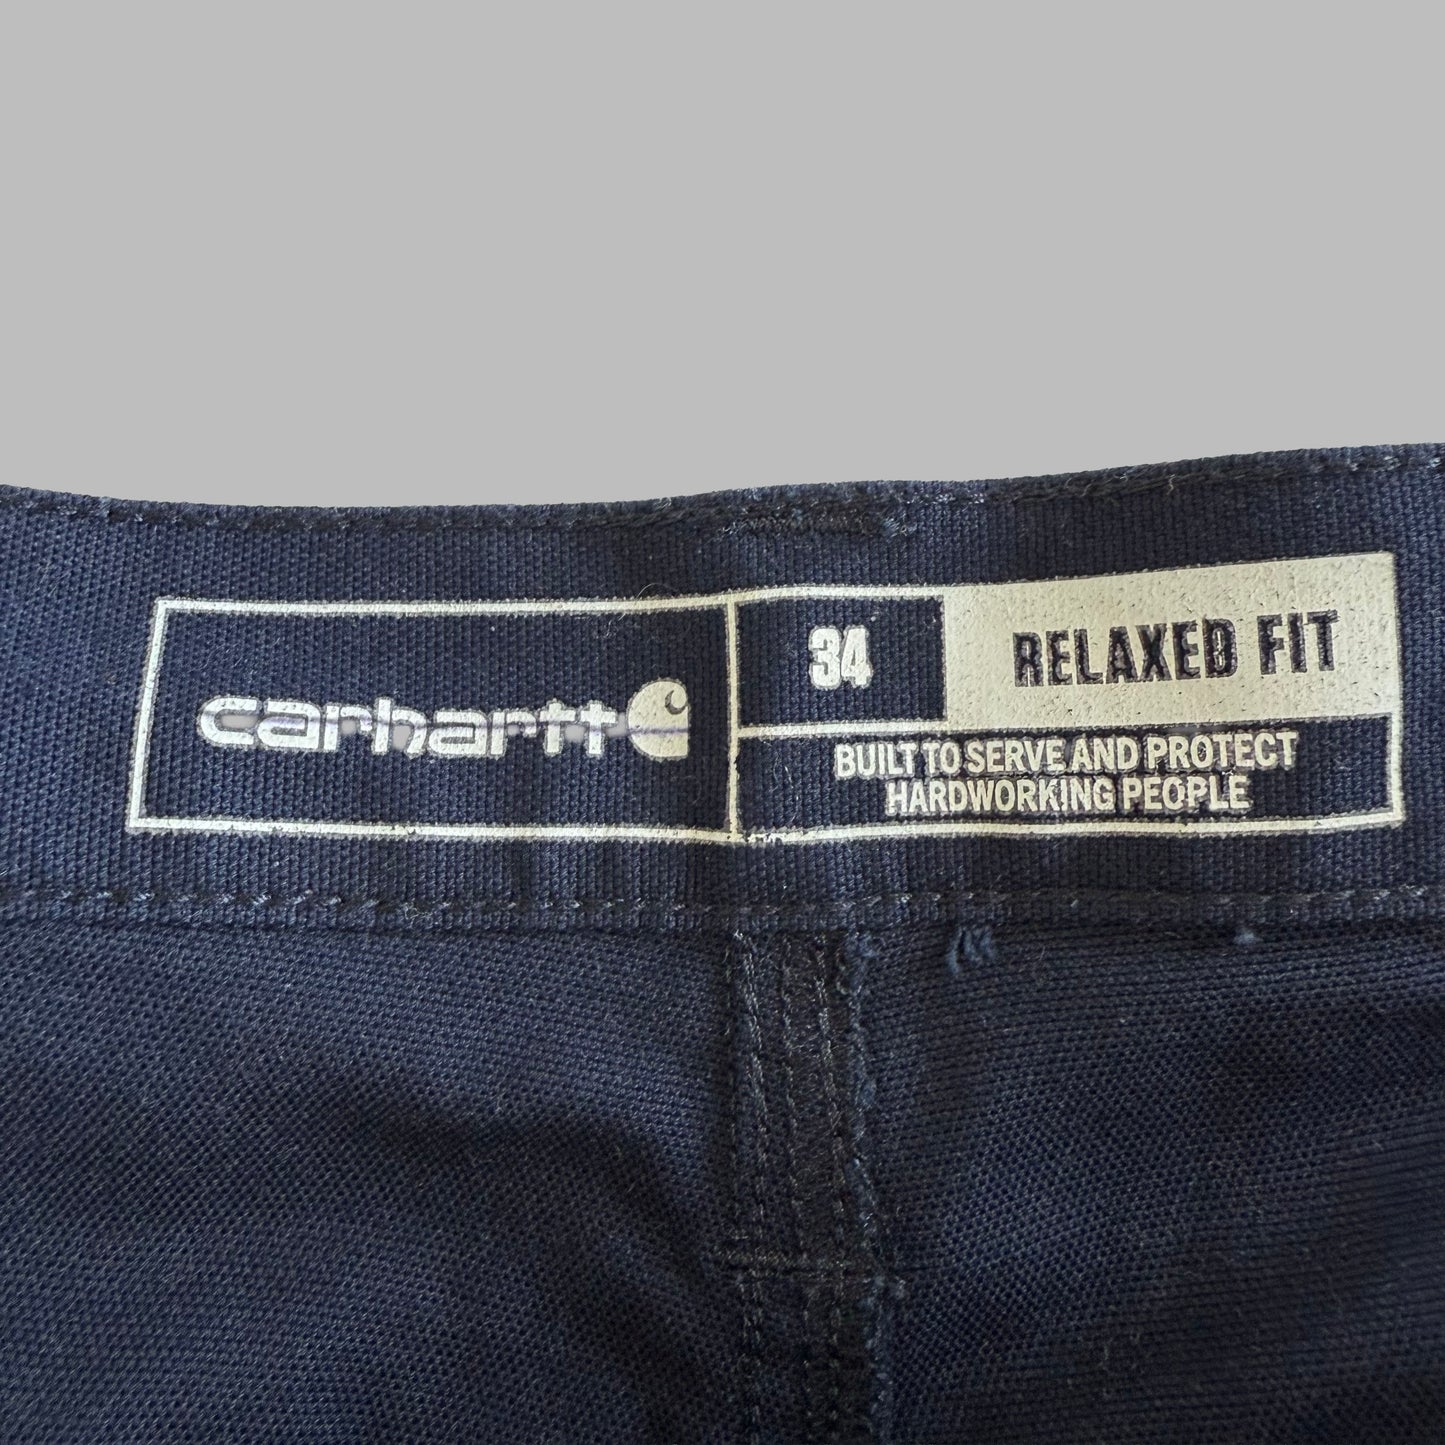 carhartt
34
RELAXED FIT
BUILT TO SERVE AND PROTECT
HARDWORKING PEOPLE